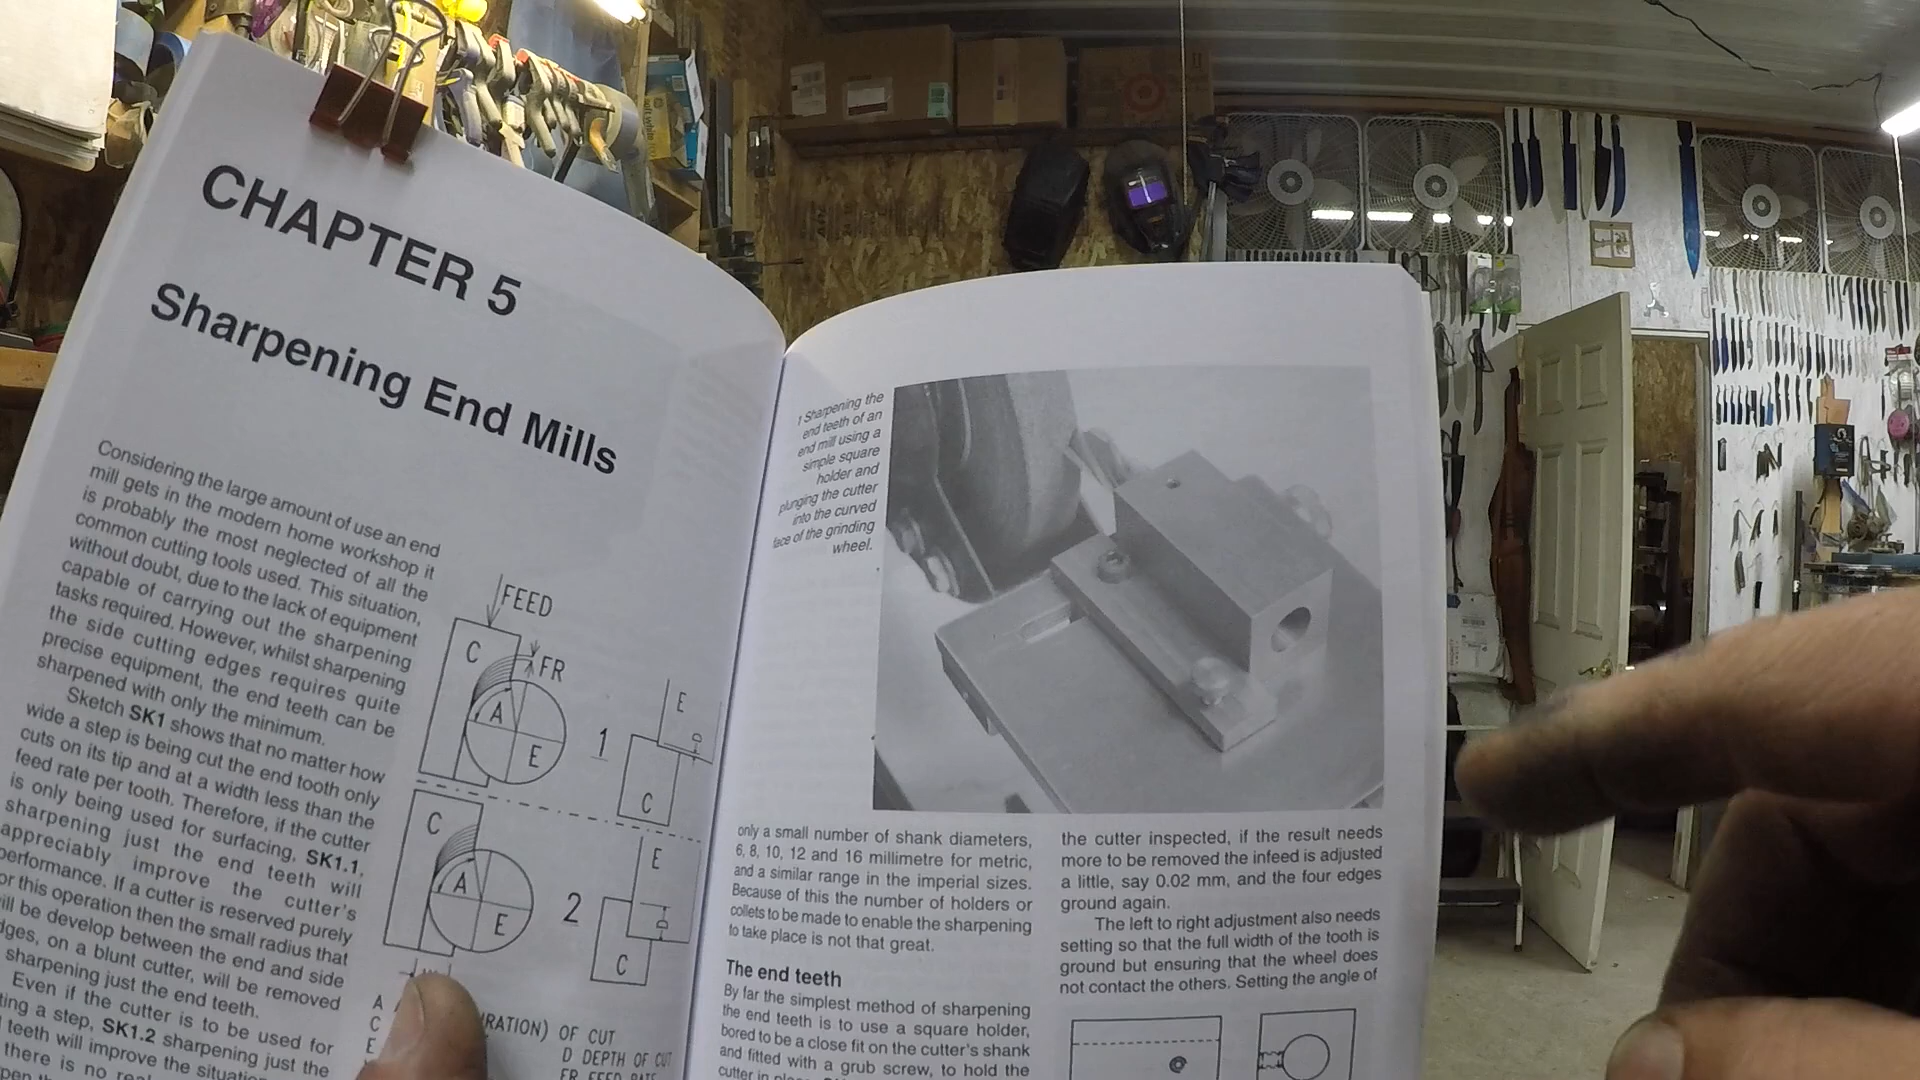 CHAPTER 5
Sharpening End Mills
Considering the large amount of use an end
mill gets in the modern home workshop it
is probably the most neglected of all the
common cutting tools used. This situation,
without doubt, due to the lack of equipment
capable of carrying out the sharpening
tasks required. However, whilst sharpening
the side cutting edges requires quite
precise equipment, the end teeth can be
sharpened with only the minimum.
Sketch SK1 shows that no matter how
wide a step is being cut the end tooth only
cuts on its tip and at a width less than the
feed rate per tooth. Therefore, if the cutter
is only being used for surfacing, SK1.1,
sharpening just the end teeth will
appreciably improve the cutter's
performance. If a cutter is reserved purely
or this operation then the small radius that
ill be develop between the end and side
dges, on a blunt cutter, will be removed
sharpening just the end teeth.
Even if the cutter is to be used for
ting a step, SK1.2 sharpening just the
teeth will improve the situation
there is no
FEED
C
FR
A
E
1
E
D
C
C
A
E
2
E
D
C
A
C
E
RATION) OF CUT
D DEPTH OF CUT
FR FEED RATE
1 Sharpening the
end teeth of an
end mill using a
simple square
holder and
plunging the cutter
into the curved
face of the grinding
wheel.
only a small number of shank diameters,
6, 8, 10, 12 and 16 millimetre for metric,
and a similar range in the imperial sizes.
Because of this the number of holders or
collets to be made to enable the sharpening
to take place is not that great.
The end teeth
By far the simplest method of sharpening
the end teeth is to use a square holder,
bored to be a close fit on the cutter's shank
and fitted with a grub screw, to hold the
cutter in
the cutter inspected, if the result needs
more to be removed the infeed is adjusted
a little, say 0.02 mm, and the four edges
ground again.
The left to right adjustment also needs
setting so that the full width of the tooth is
ground but ensuring that the wheel does
not contact the others. Setting the angle of